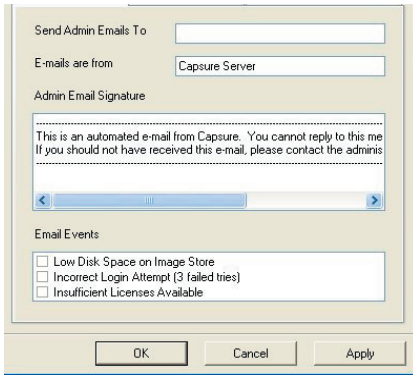 Send Admin Emails To
E-mails are from
Capsure Server
Admin Email Signature
This is an automated e-mail from Capsure. You cannot reply to this me
If you should not have received this e-mail, please contact the adminis
Email Events
Low Disk Space on Image Store
Incorrect Login Attempt (3 failed tries)
Insufficient Licenses Available
OK
Cancel
Apply